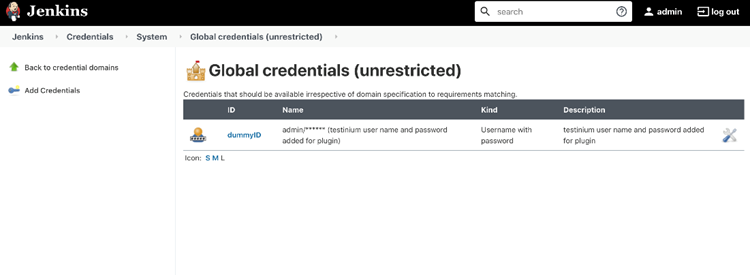 Jenkins
search
admin
log out
Jenkins
Credentials
System
Global credentials (unrestricted)
Back to credential domains
Add Credentials
Global credentials (unrestricted)
Credentials that should be available irrespective of domain specification to requirements matching.
ID
Name
Kind
Description
dummyID
admin/****** (testinium user name and password
added for plugin)
Username with
password
testinium user name and password added
for plugin
Icon: S M L